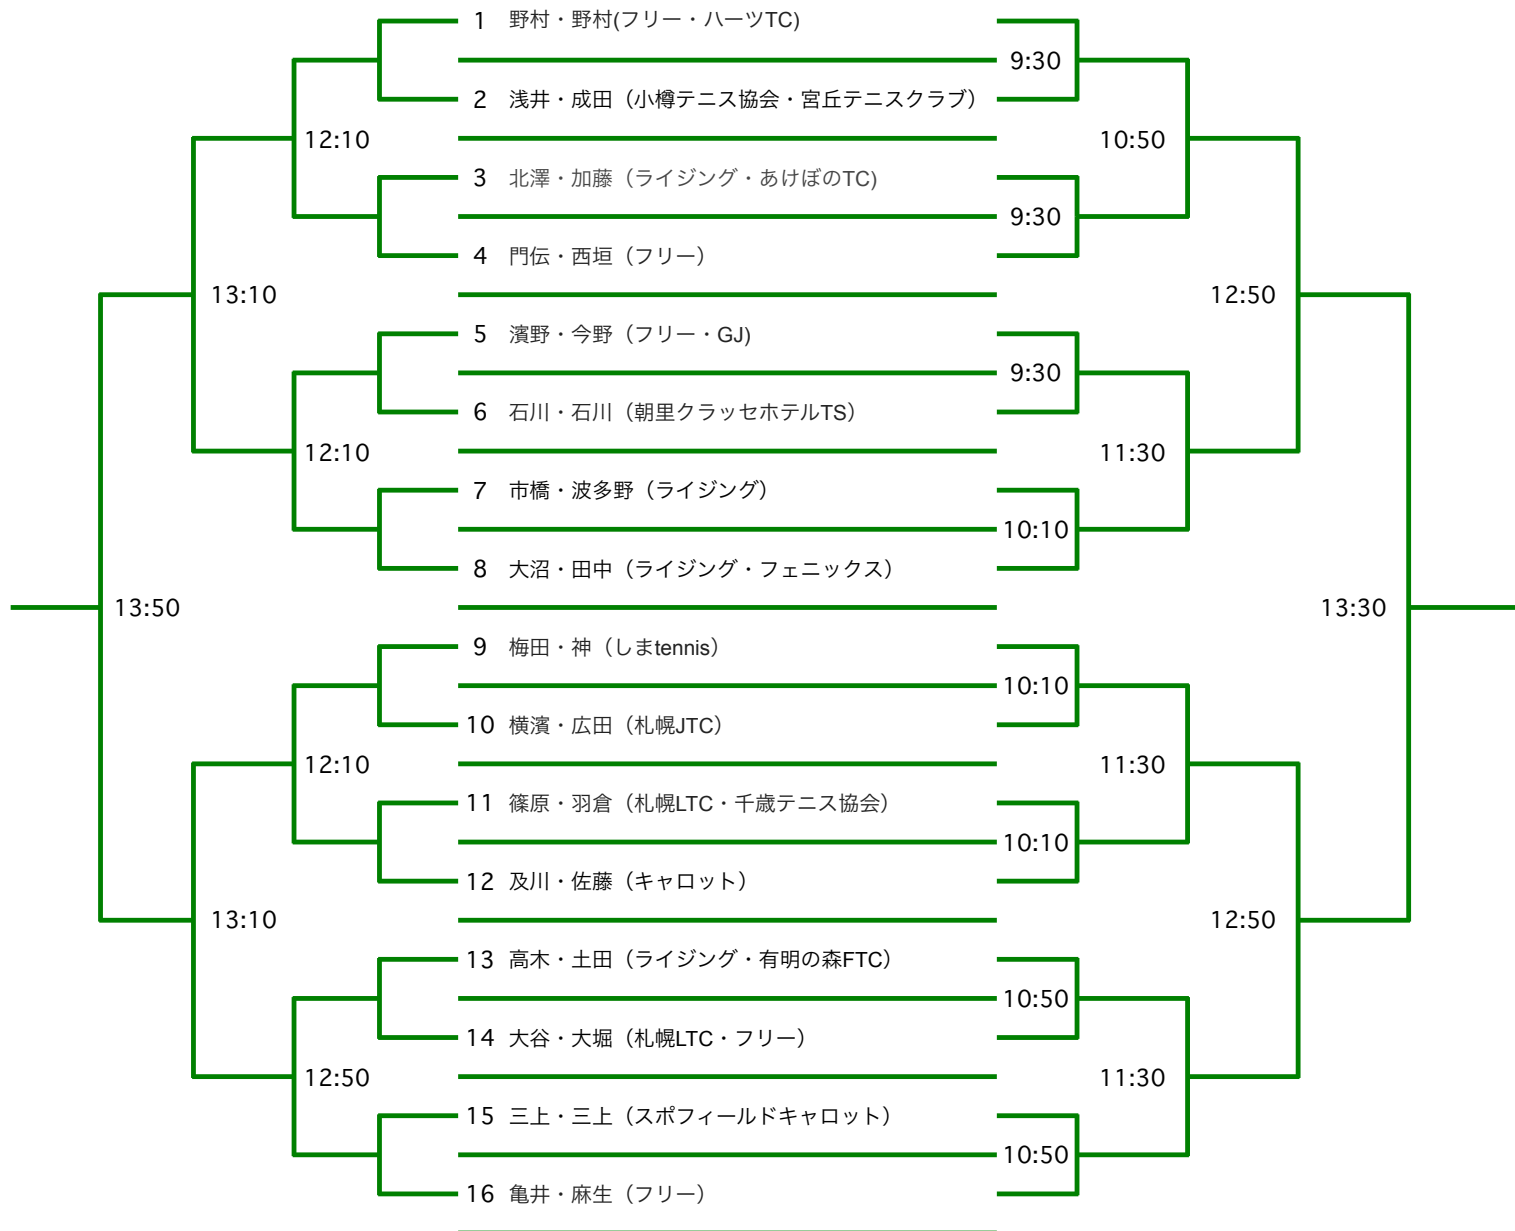 1 野村・野村(フリー・ハーツTC)
9:30
2 浅井・成田（小樽テニス協会・宮丘テニスクラブ）
12:10
10:50
3 北澤・加藤（ライジング・あけぼのTC)
9:30
4 門伝・西垣（フリー）
13:10
12:50
5 濱野・今野（フリー・GJ)
9:30
6 石川・石川（朝里クラッセホテルTS）
12:10
11:30
7 市橋・波多野（ライジング）
10:10
8 大沼・田中（ライジング・フェニックス）
13:50
13:30
9 梅田・神（しまtennis）
10:10
10 横濱・広田（札幌JTC）
12:10
11:30
11 篠原・羽倉（札幌LTC・千歳テニス協会）
10:10
12 及川・佐藤（キャロット）
13:10
12:50
13 高木・土田（ライジング・有明の森FTC）
10:50
14 大谷・大堀（札幌LTC・フリー）
12:50
11:30
15 三上・三上（スポフィールドキャロット）
10:50
16 亀井・麻生（フリー）